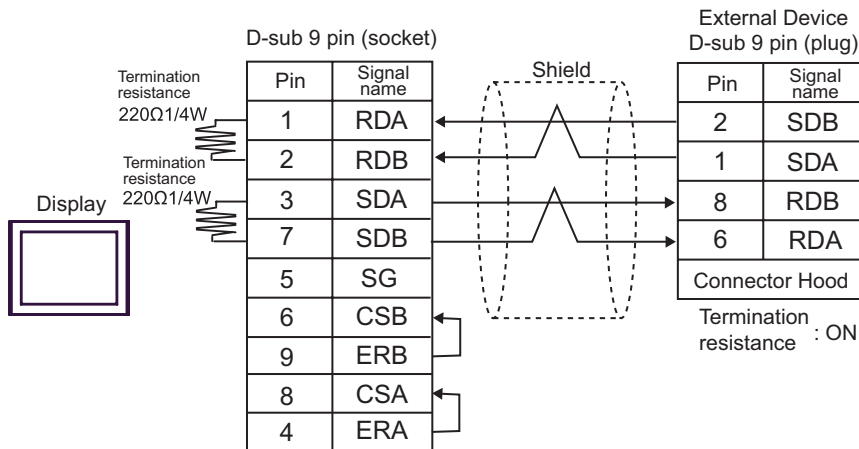 External Device
D-sub 9 pin (plug)
D-sub 9 pin (socket)
Termination
resistance
220Ω1/4W
Termination
resistance
220Ω1/4W
Display
Pin Signal name
1 RDA
2 RDB
3 SDA
7 SDB
5 SG
6 CSB
9 ERB
8 CSA
4 ERA
Shield
Pin Signal name
2 SDB
1 SDA
8 RDB
6 RDA
Connector Hood
Termination
resistance : ON